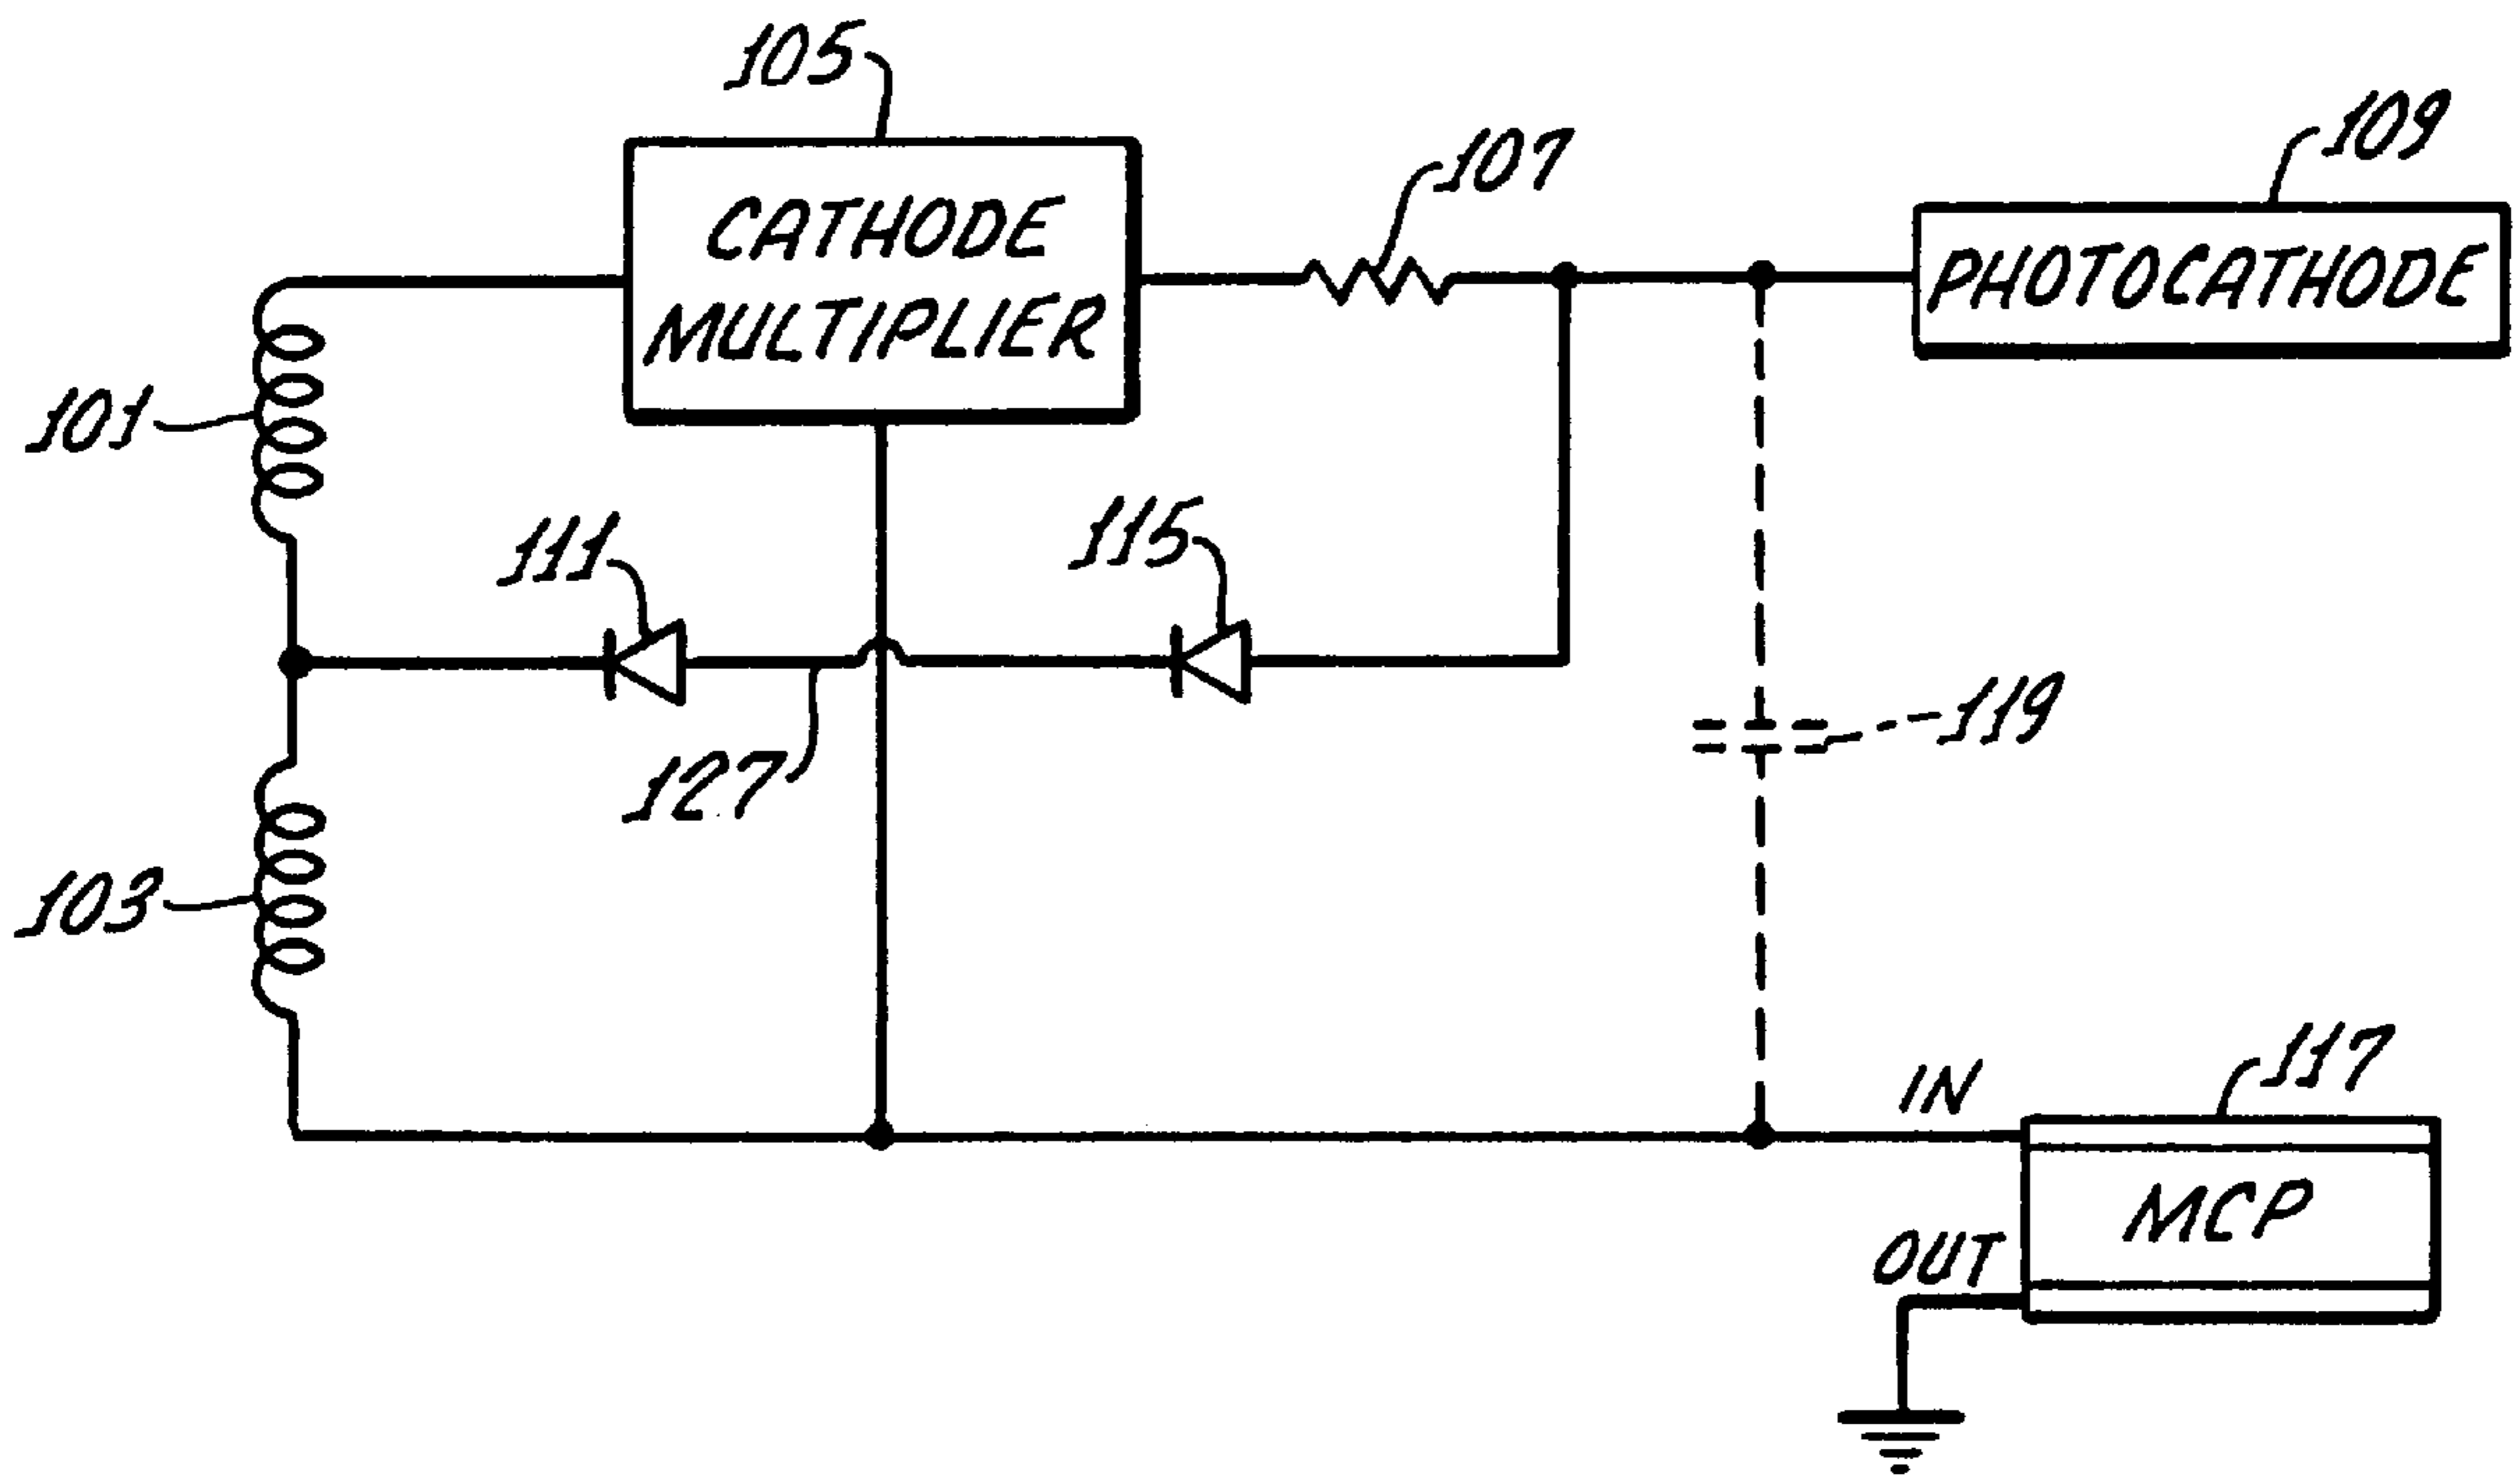 105
109
107
CATHODE
MULTIPLIER
PHOTOCATHODE
101
111
115
119
127
103
117
IN
MCP
OUT